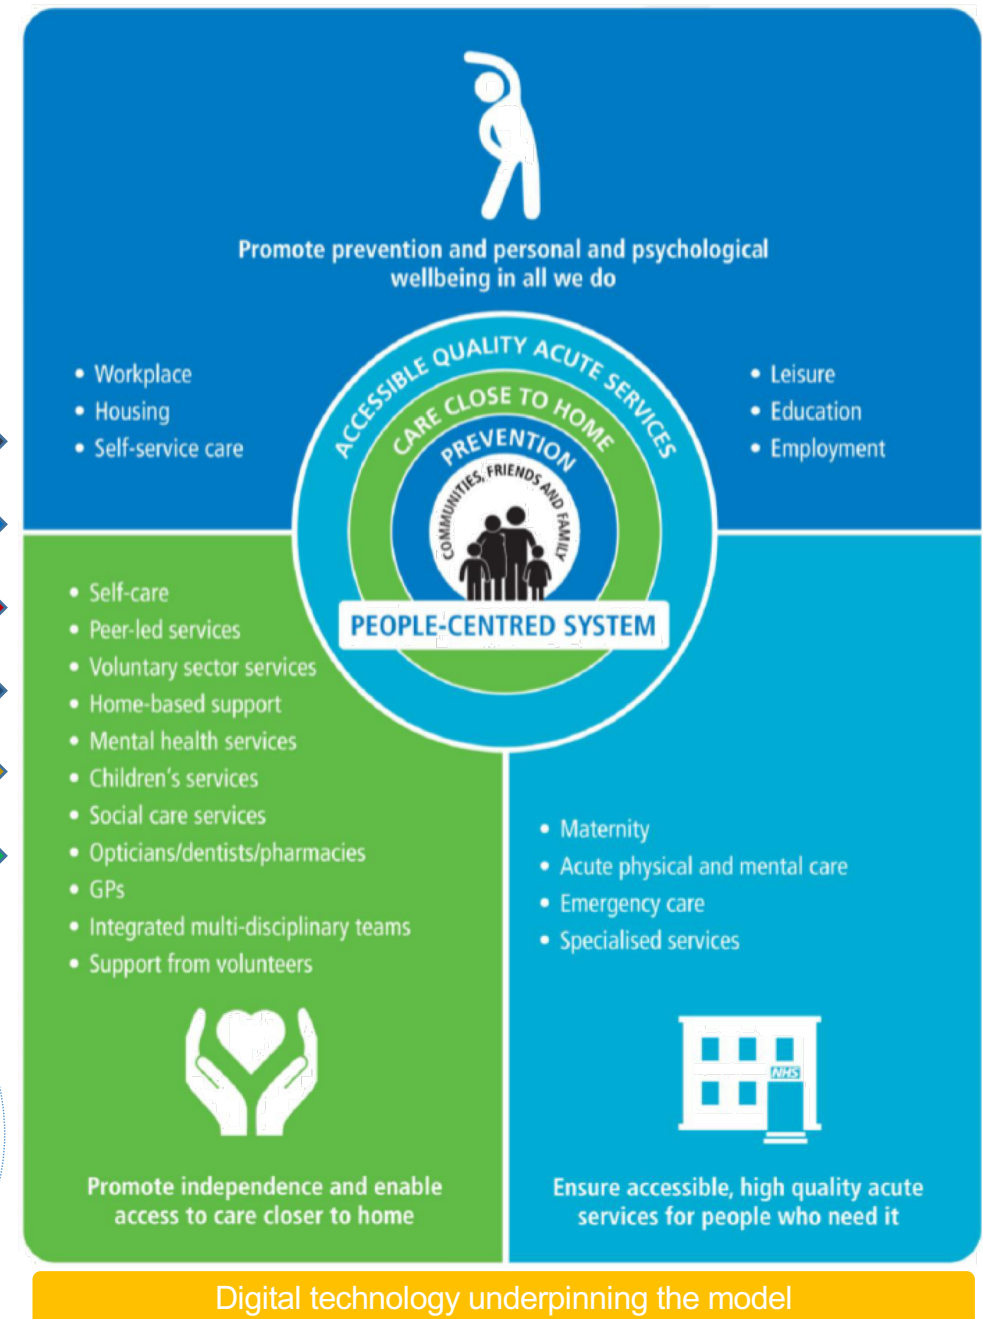 Promote prevention and personal and psychological
wellbeing in all we do
• Workplace
• Housing
• Self-service care
• Leisure
• Education
• Employment
ACCESSIBLE QUALITY ACUTE SERVICES
CARE CLOSE TO HOME
PREVENTION
COMMUNITIES, FRIENDS AND FAMILY
PEOPLE-CENTRED SYSTEM
• Self-care
• Peer-led services
• Voluntary sector services
• Home-based support
• Mental health services
• Children's services
• Social care services
• Opticians/dentists/pharmacies
• GPs
• Integrated multi-disciplinary teams
• Support from volunteers
Promote independence and enable
access to care closer to home
• Maternity
• Acute physical and mental care
• Emergency care
• Specialised services
NHS
Ensure accessible, high quality acute
services for people who need it
Digital technology underpinning the model